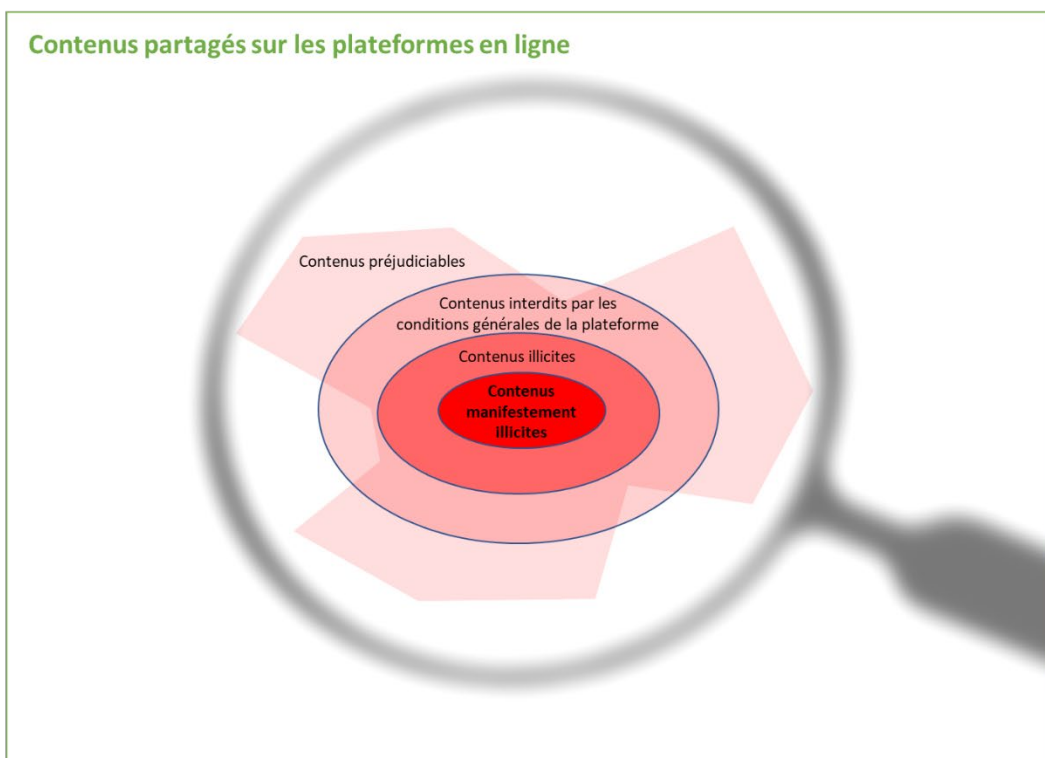 Contenus partagés sur les plateformes en ligne
Contenus préjudiciables
Contenus interdits par les
conditions générales de la plateforme
Contenus illicites
Contenus
manifestement
illicites